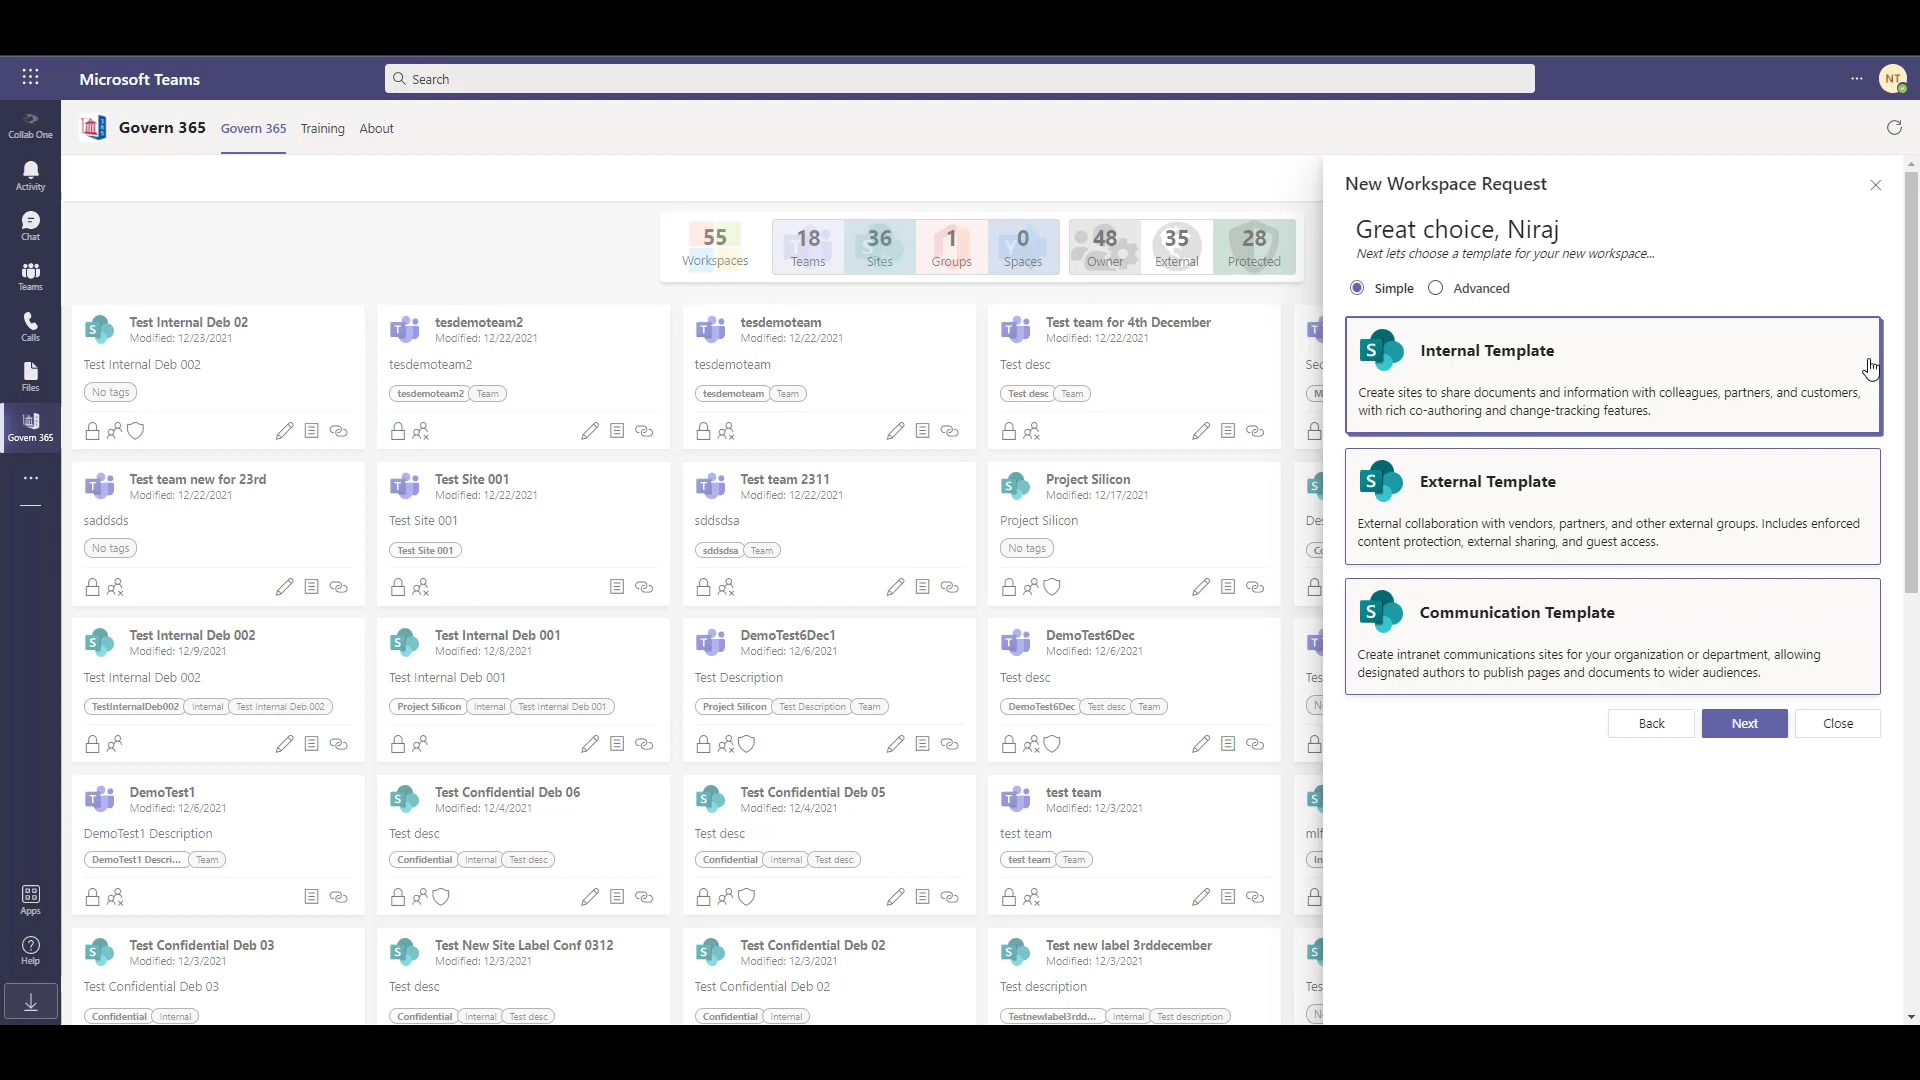 Microsoft Teams
Search
NT
Collab One
Activity
Chat
Teams
Calls
Files
Govern 365
Apps
Help
Govern 365
Govern 365
Training
About
55
Workspaces
18
Teams
36
Sites
1
Groups
0
Spaces
48
Owner
35
External
28
Protected
Test Internal Deb 02
Modified: 12/23/2021
Test Internal Deb 002
No tags
tesdemoteam2
Modified: 12/22/2021
tesdemoteam2
tesdemoteam2 Team
tesdemoteam
Modified: 12/22/2021
tesdemoteam
tesdemoteam Team
Test team for 4th December
Modified: 12/22/2021
Test desc
Test desc Team
Sec
Test team new for 23rd
Modified: 12/22/2021
saddsds
No tags
Test Site 001
Modified: 12/22/2021
Test Site 001
Test Site 001
Test team 2311
Modified: 12/22/2021
sddsdsa
sddsdsa Team
Project Silicon
Modified: 12/17/2021
Project Silicon
No tags
Des
Test Internal Deb 002
Modified: 12/9/2021
Test Internal Deb 002
TestInternalDeb002 Internal Test Internal Deb 002
Test Internal Deb 001
Modified: 12/8/2021
Test Internal Deb 001
Project Silicon Internal Test Internal Deb 001
DemoTest6Dec1
Modified: 12/6/2021
Test Description
Project Silicon Test Description Team
DemoTest6Dec
Modified: 12/6/2021
Test desc
DemoTest6Dec Test desc Team
Tes
DemoTest1
Modified: 12/6/2021
DemoTest1 Description
DemoTest1 Descri... Team
Test Confidential Deb 06
Modified: 12/4/2021
Test desc
Confidential Internal Test desc
Test Confidential Deb 05
Modified: 12/4/2021
Test desc
Confidential Internal Test desc
test team
Modified: 12/3/2021
test team
test team Team
mlf
In
Test Confidential Deb 03
Modified: 12/3/2021
Test Confidential Deb 03
Confidential Internal
Test New Site Label Conf 0312
Modified: 12/3/2021
Test desc
Confidential Internal Test desc
Test Confidential Deb 02
Modified: 12/3/2021
Test Confidential Deb 02
Confidential Internal
Test new label 3rddecember
Modified: 12/3/2021
Test description
Testnewlabel3rdd... Internal Test description
Tes
New Workspace Request
Great choice, Niraj
Next lets choose a template for your new workspace...
Simple Advanced
Internal Template
Create sites to share documents and information with colleagues, partners, and customers,
with rich co-authoring and change-tracking features.
External Template
External collaboration with vendors, partners, and other external groups. Includes enforced
content protection, external sharing, and guest access.
Communication Template
Create intranet communications sites for your organization or department, allowing
designated authors to publish pages and documents to wider audiences.
Back
Next
Close